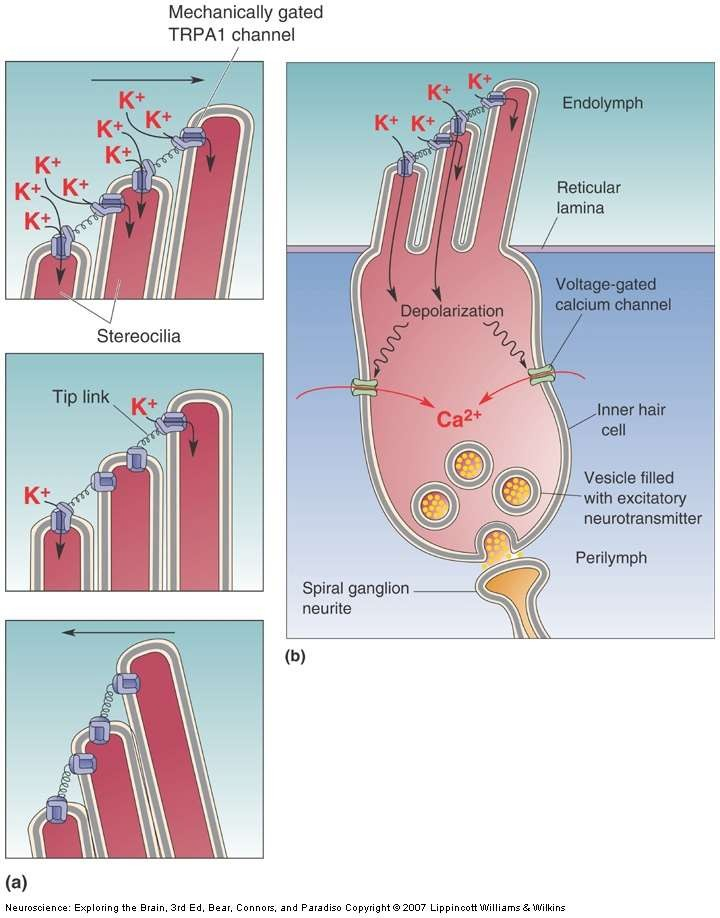 Mechanically gated
TRPA1 channel
K+
K+
K+
K+
K+
K+
K+
K+
K+
Stereocilia
Tip link
K+
K+
(a)
K+
K+
K+
K+
Endolymph
Reticular
lamina
Voltage-gated
calcium channel
Depolarization
Ca2+
Inner hair
cell
Vesicle filled
with excitatory
neurotransmitter
Perilymph
Spiral ganglion
neurite
(b)
Neuroscience: Exploring the Brain, 3rd Ed, Bear, Connors, and Paradiso Copyright © 2007 Lippincott Williams & Wilkins